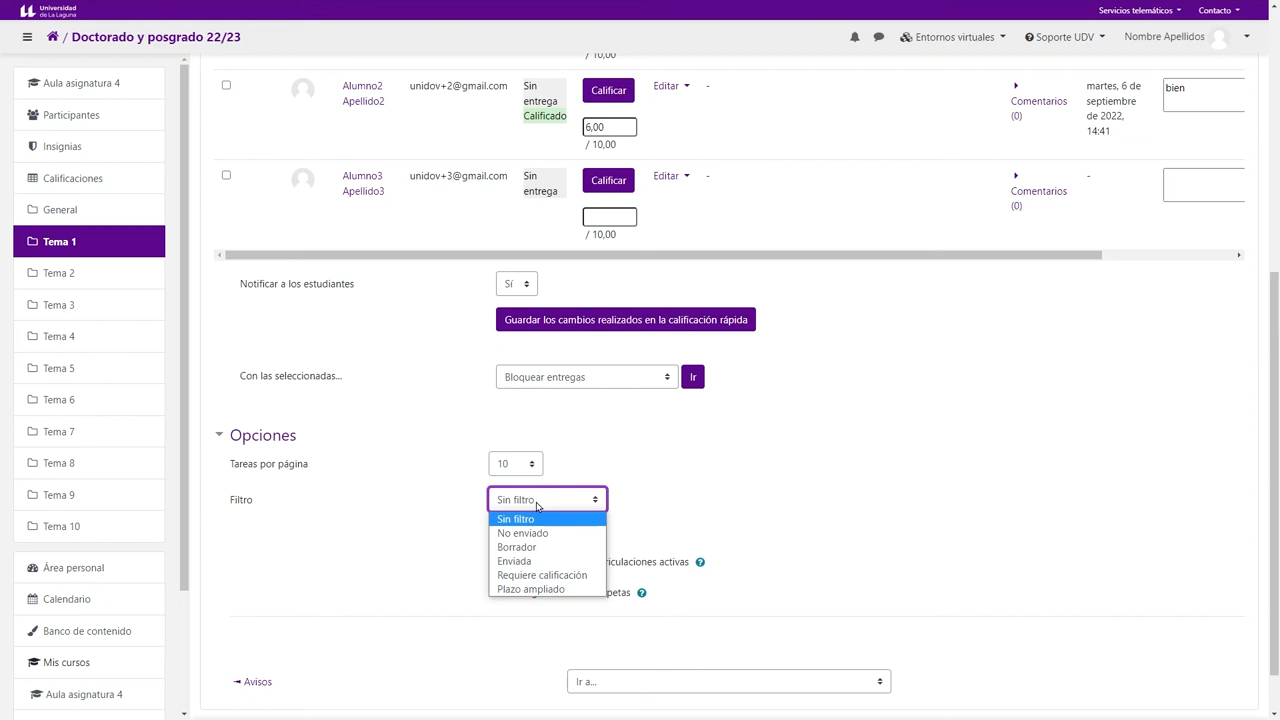 Universidad
de La Laguna
Servicios telemáticos
Contacto
/ Doctorado y posgrado 22/23
Entornos virtuales
Soporte UDV
Nombre Apellidos
Aula asignatura 4
Participantes
Insignias
Calificaciones
General
Tema 1
Tema 2
Tema 3
Tema 4
Tema 5
Tema 6
Tema 7
Tema 8
Tema 9
Tema 10
Área personal
Calendario
Banco de contenido
Mis cursos
Aula asignatura 4
/ 10,00
Alumno2
Apellido2
unidov+2@gmail.com
Sin
entrega
Calificado
Calificar
6,00
/ 10,00
Editar
-
Comentarios
(0)
martes, 6 de
septiembre
de 2022,
14:41
bien
Alumno3
Apellido3
unidov+3@gmail.com
Sin
entrega
Calificar
/ 10,00
Editar
-
Comentarios
(0)
-
Notificar a los estudiantes
Sí
Guardar los cambios realizados en la calificación rápida
Con las seleccionadas...
Bloquear entregas
Ir
Opciones
Tareas por página
10
Filtro
Sin filtro
Sin filtro
No enviado
Borrador
Enviada
Requiere calificación
Plazo ampliado
riculaciones activas
petas
Avisos
Ir a...